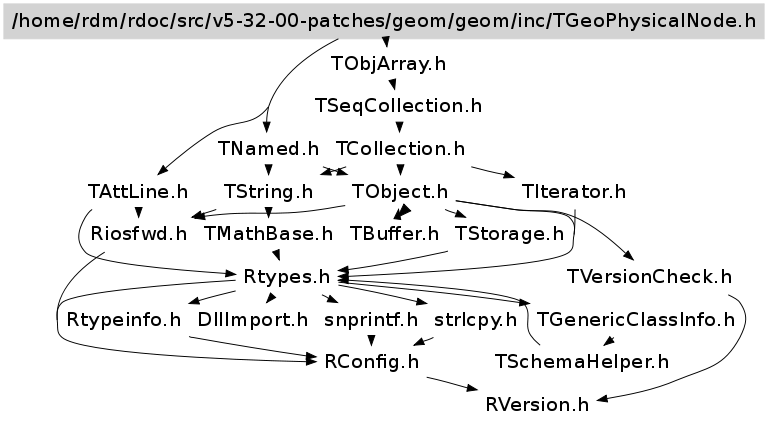 /home/rdm/rdoc/src/v5-32-00-patches/geom/geom/inc/TGeoPhysicalNode.h
TObjArray.h
TSeqCollection.h
TNamed.h TCollection.h
TAttLine.h TString.h TObject.h TIterator.h
Riosfwd.h TMathBase.h TBuffer.h TStorage.h
Rtypes.h TVersionCheck.h
Rtypeinfo.h DllImport.h snprintf.h strlcpy.h TGenericClassInfo.h
RConfig.h TSchemaHelper.h
RVersion.h